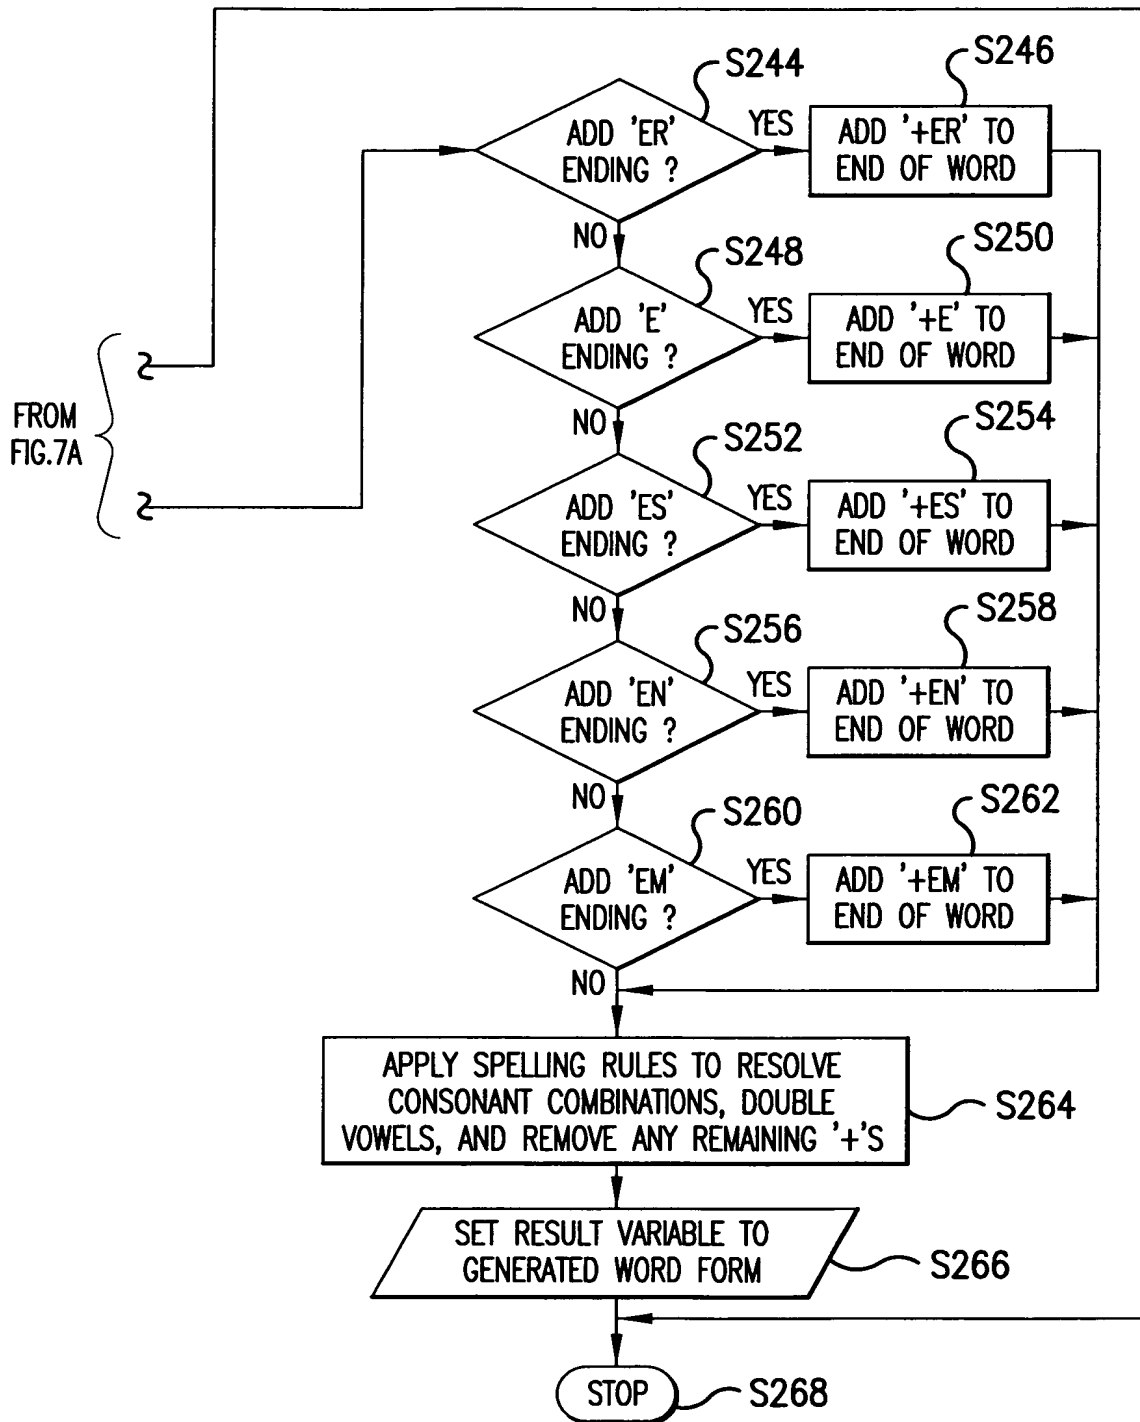 S244
S246
ADD 'ER'
ENDING ?
YES
ADD '+ER' TO
END OF WORD
NO
S248
S250
ADD 'E'
ENDING ?
YES
ADD '+E' TO
END OF WORD
FROM
FIG.7A
NO
S252
S254
ADD 'ES'
ENDING ?
YES
ADD '+ES' TO
END OF WORD
NO
S256
S258
ADD 'EN'
ENDING ?
YES
ADD '+EN' TO
END OF WORD
NO
S260
S262
ADD 'EM'
ENDING ?
YES
ADD '+EM' TO
END OF WORD
NO
APPLY SPELLING RULES TO RESOLVE
CONSONANT COMBINATIONS, DOUBLE
VOWELS, AND REMOVE ANY REMAINING '+'S
S264
SET RESULT VARIABLE TO
GENERATED WORD FORM
S266
STOP
S268